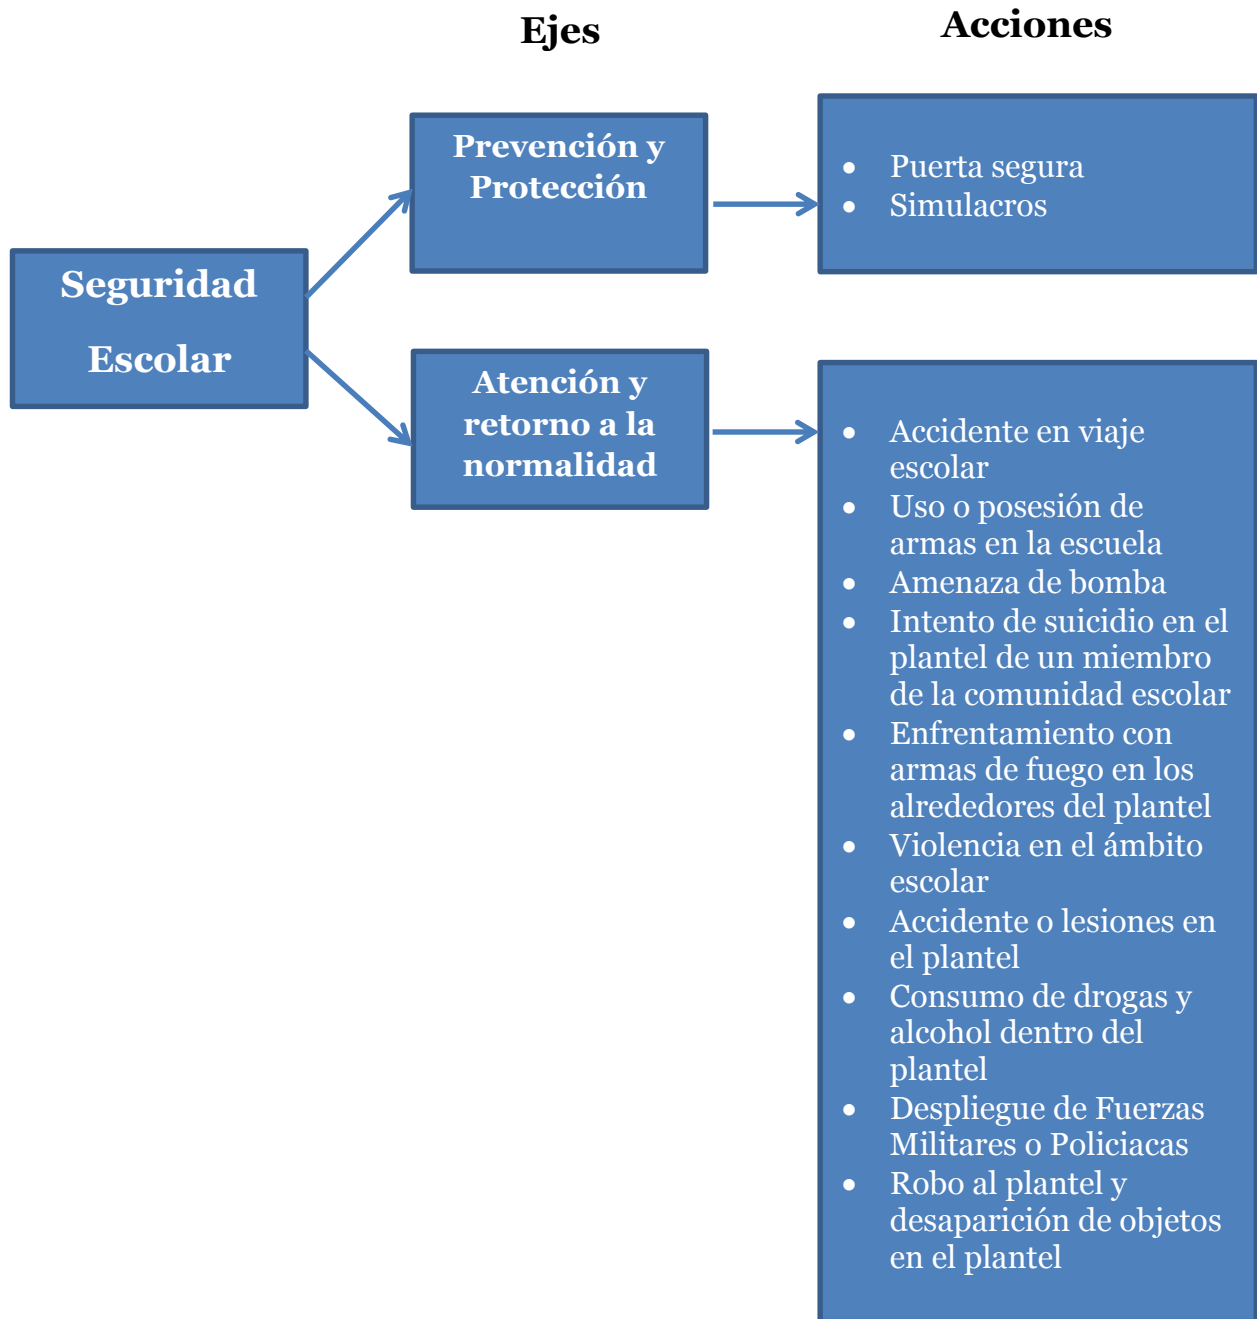 Ejes
Acciones
Seguridad
Escolar
Prevención y
Protección
• Puerta segura
• Simulacros
Atención y
retorno a la
normalidad
• Accidente en viaje
escolar
• Uso o posesión de
armas en la escuela
• Amenaza de bomba
• Intento de suicidio en el
plantel de un miembro
de la comunidad escolar
• Enfrentamiento con
armas de fuego en los
alrededores del plantel
• Violencia en el ámbito
escolar
• Accidente o lesiones en
el plantel
• Consumo de drogas y
alcohol dentro del
plantel
• Despliegue de Fuerzas
Militares o Policiacas
• Robo al plantel y
desaparición de objetos
en el plantel